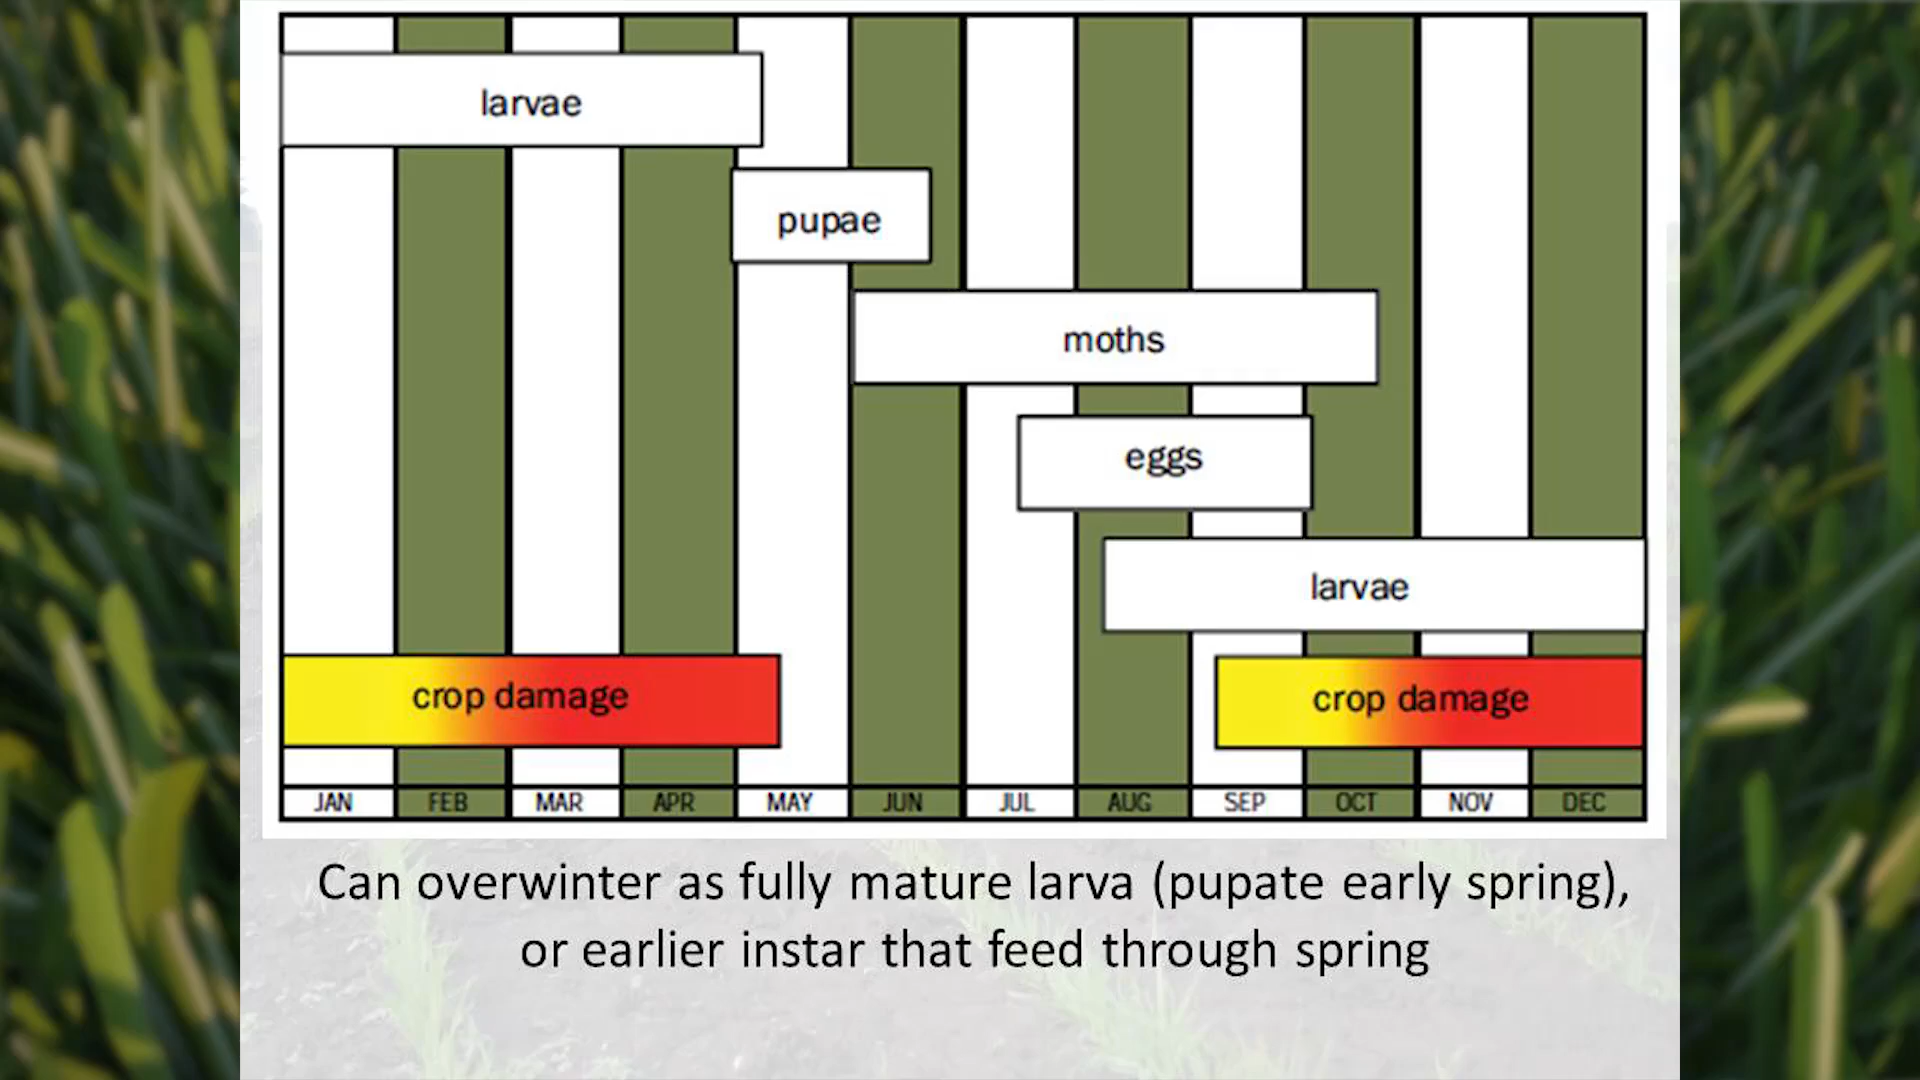 larvae
pupae
moths
eggs
larvae
crop damage
crop damage
JAN FEB MAR APR MAY JUN JUL AUG SEP OCT NOV DEC
Can overwinter as fully mature larva (pupate early spring),
or earlier instar that feed through spring